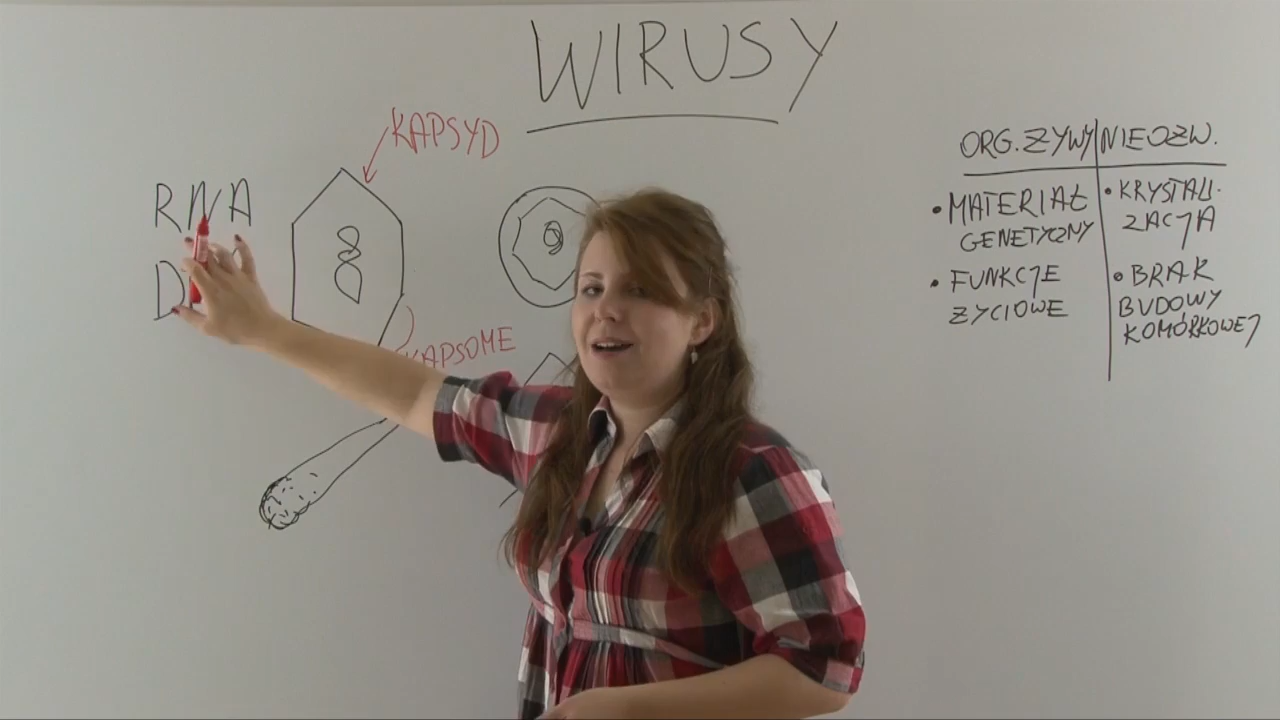 WIRUSY
KAPSYD
RNA
KAPSOME
ORG. ŻYWY NIEOŻW.
• MATERIAŁ
GENETYCZNY
• FUNKCJE
ŻYCIOWE
• KRYSTALI-
ZACJA
• BRAK
BUDOWY
KOMÓRKOWEJ